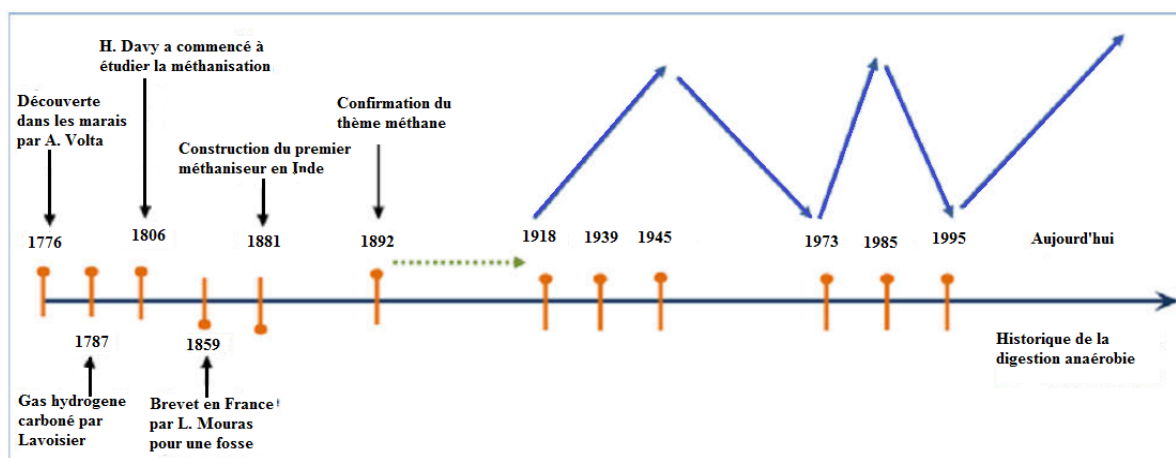 H. Davy a commencé à
étudier la méthanisation
Découverte
dans les marais
par A. Volta
Confirmation du
thème méthane
Construction du premier
méthaniseur en Inde
1776
1806
1881
1892
1918
1939
1945
1973
1985
1995
Aujourd'hui
1787
1859
Historique de la
digestion anaérobie
Gas hydrogene
carboné par
Lavoisier
Brevet en France
par L. Mouras
pour une fosse